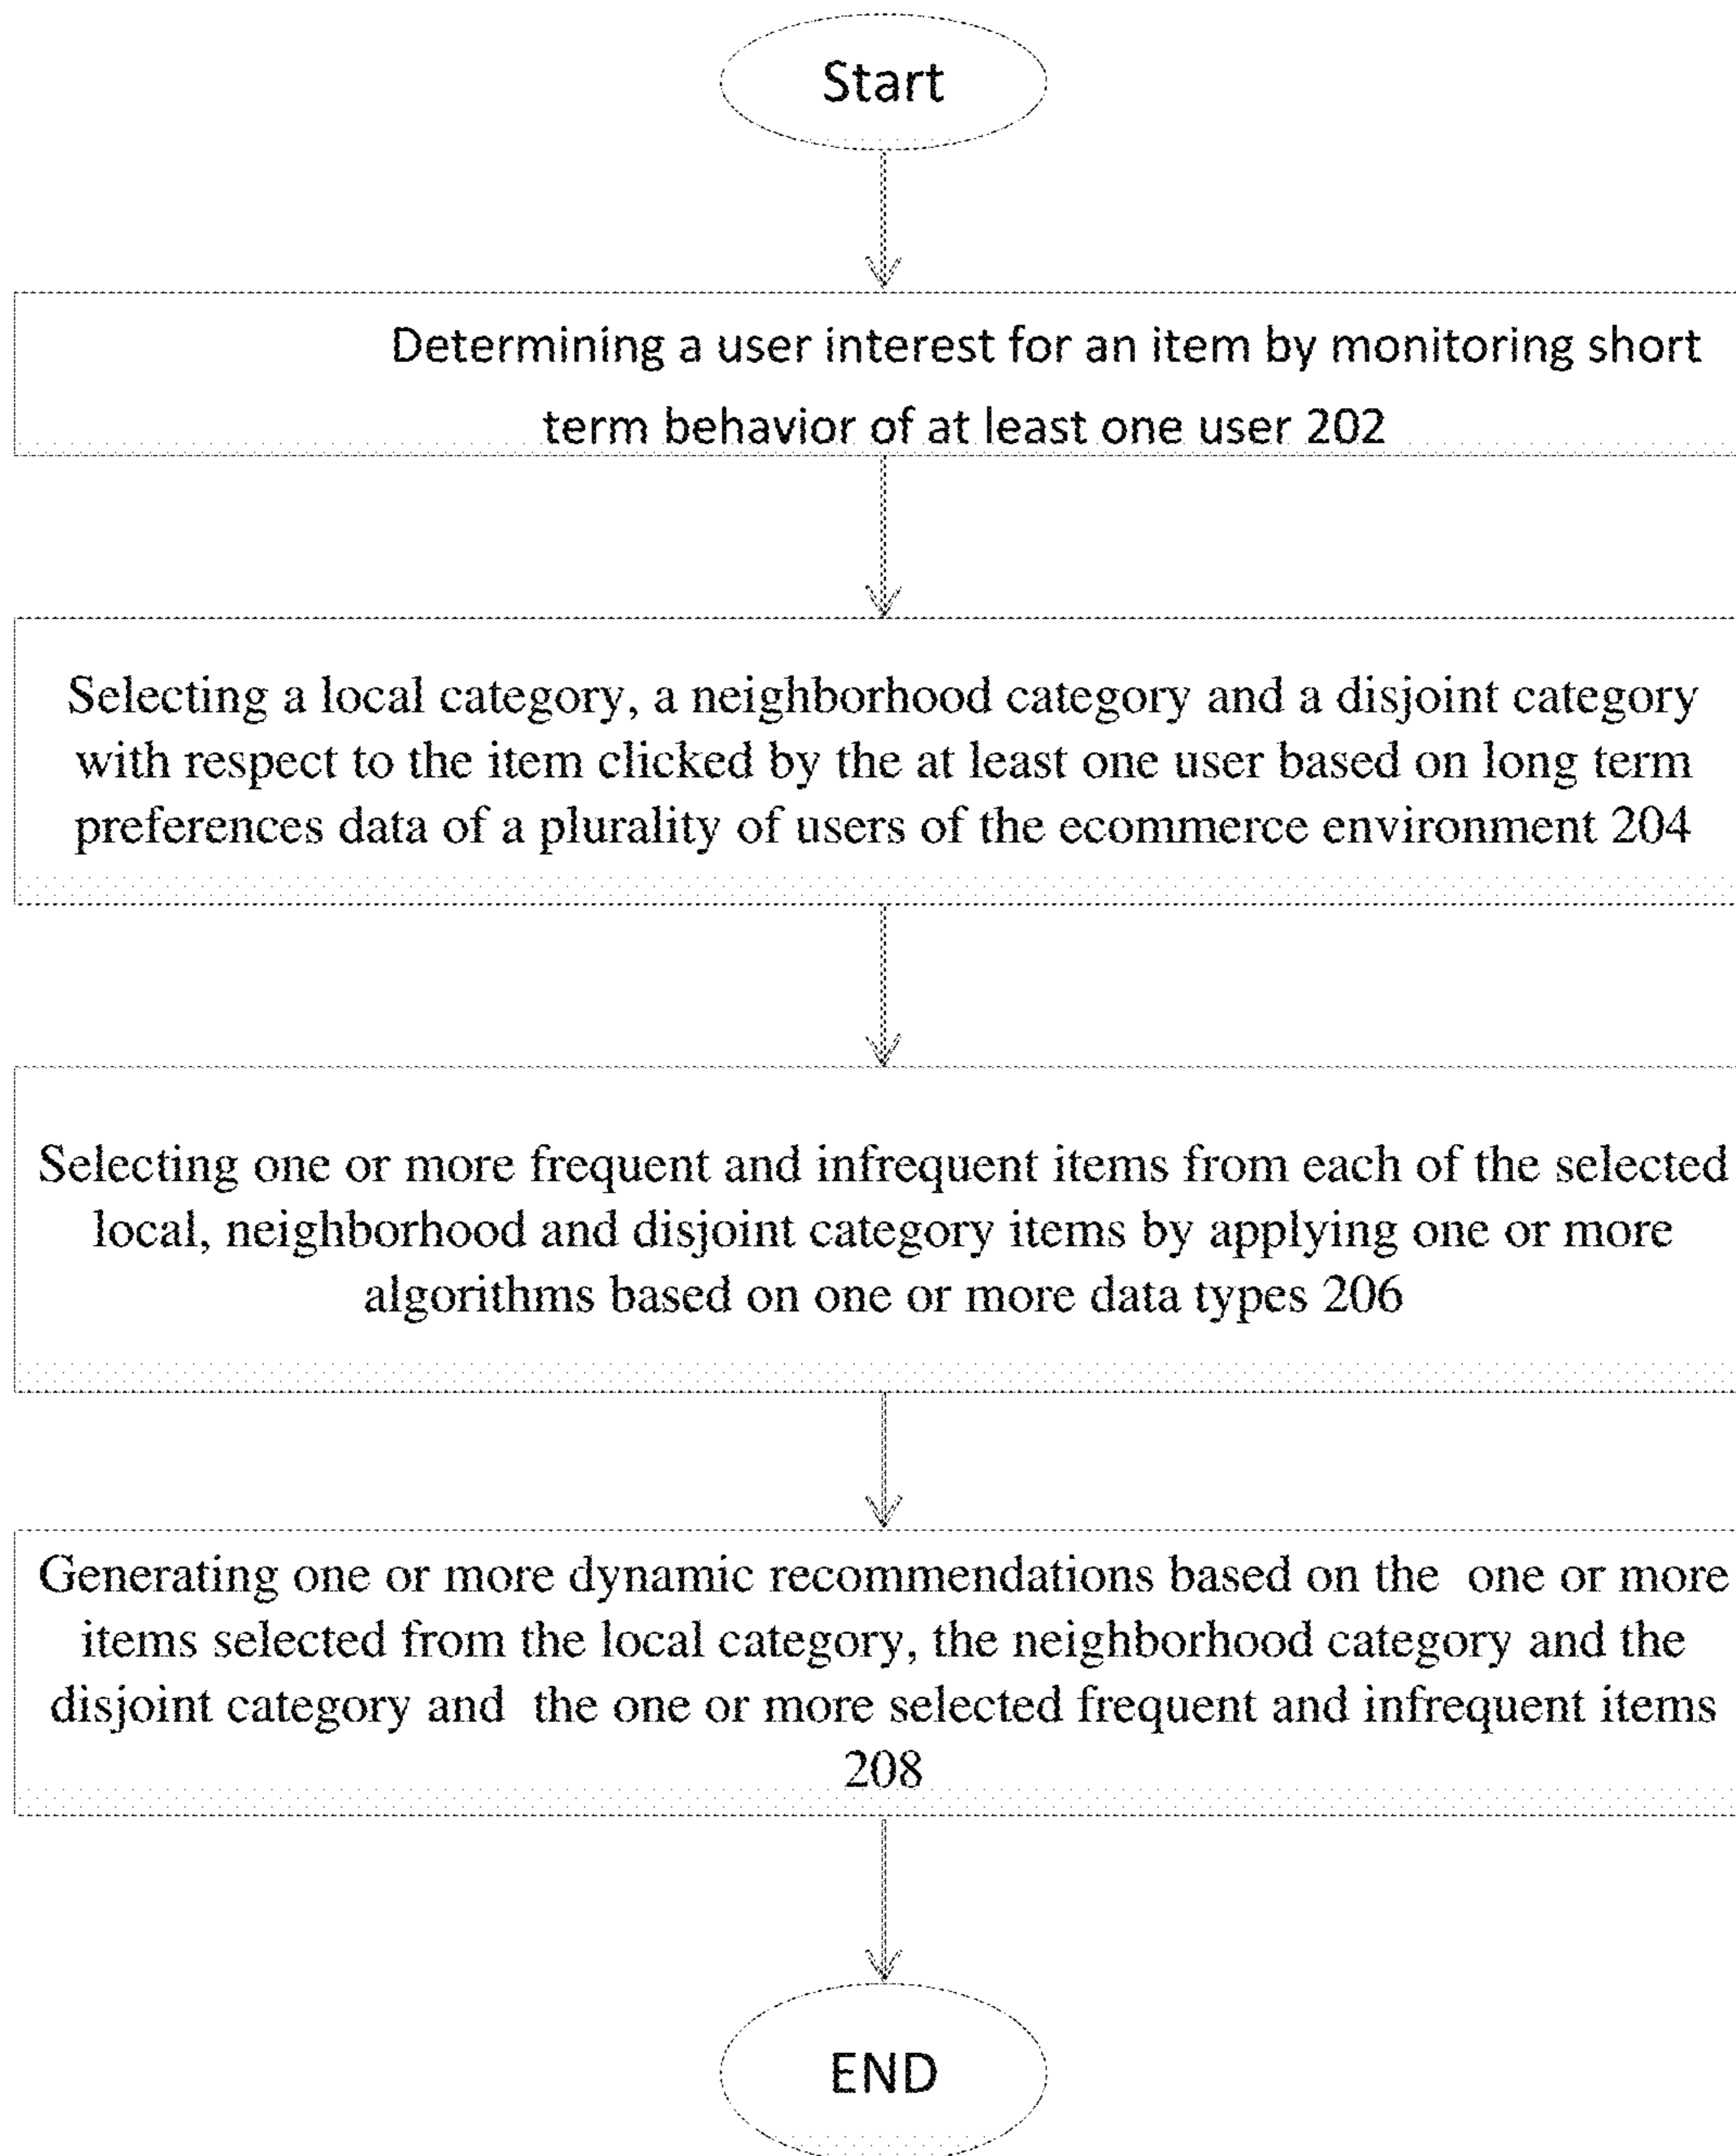 Start
Determining a user interest for an item by monitoring short
term behavior of at least one user 202
Selecting a local category, a neighborhood category and a disjoint category
with respect to the item clicked by the at least one user based on long term
preferences data of a plurality of users of the ecommerce environment 204
Selecting one or more frequent and infrequent items from each of the selected
local, neighborhood and disjoint category items by applying one or more
algorithms based on one or more data types 206
Generating one or more dynamic recommendations based on the one or more
items selected from the local category, the neighborhood category and the
disjoint category and the one or more selected frequent and infrequent items
208
END